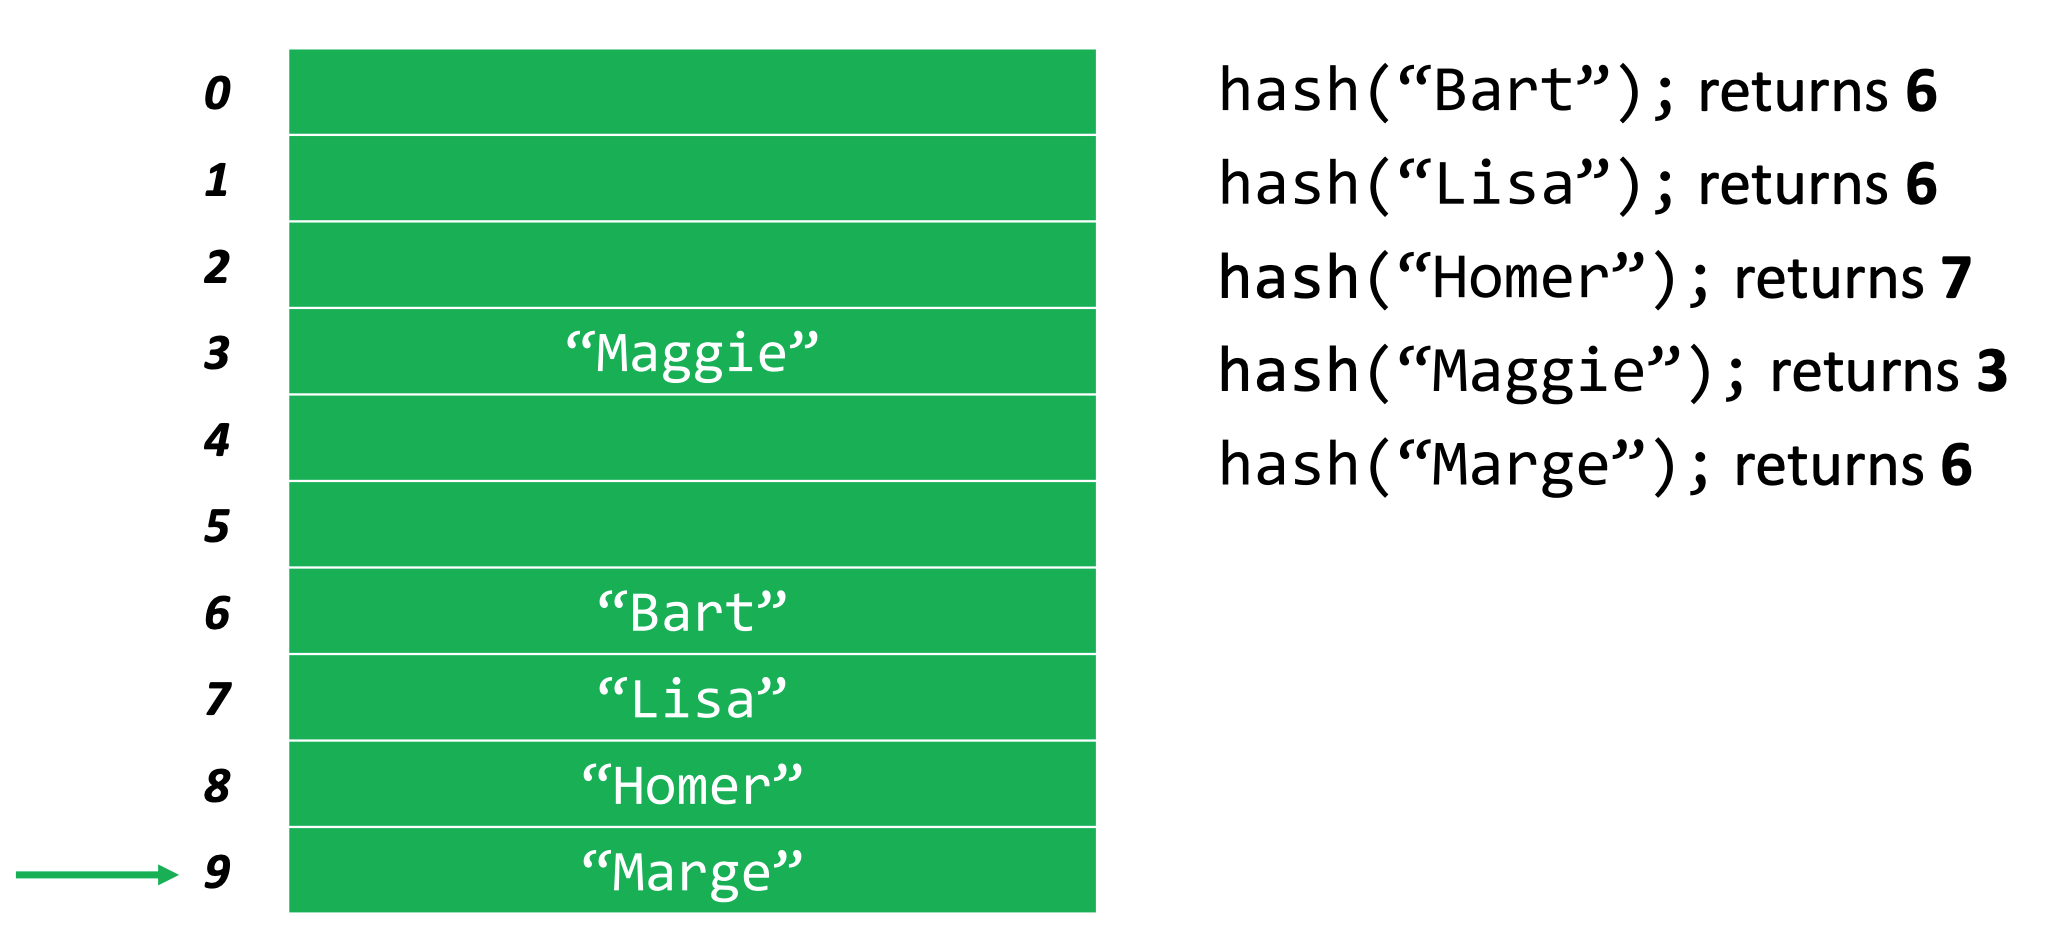 0
1
2
3 “Maggie”
4
5
6 “Bart”
7 “Lisa”
8 “Homer”
9 “Marge”
hash(“Bart”); returns 6
hash(“Lisa”); returns 6
hash(“Homer”); returns 7
hash(“Maggie”); returns 3
hash(“Marge”); returns 6